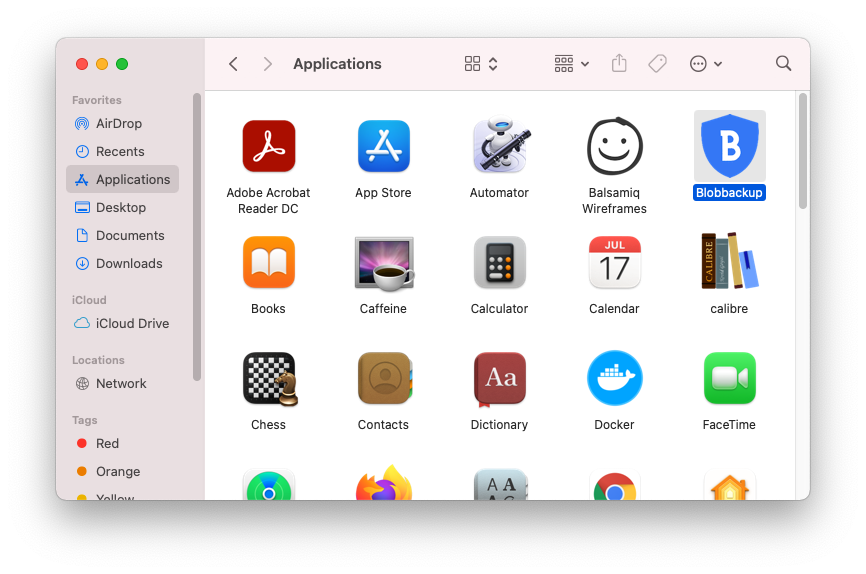 Applications
Favorites
AirDrop
Recents
Applications
Desktop
Documents
Downloads
iCloud
iCloud Drive
Locations
Network
Tags
Red
Orange
Yellow
Adobe Acrobat
Reader DC
App Store
Automator
Balsamiq
Wireframes
B
Blobbackup
Books
Caffeine
Calculator
JUL
17
Calendar
CALIBRE
calibre
Chess
Contacts
Aa
Dictionary
Docker
FaceTime
A A